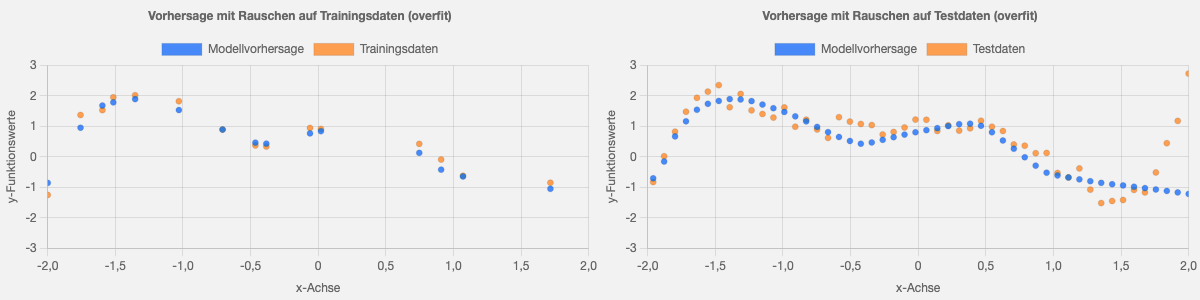 Vorhersage mit Rauschen auf Trainingsdaten (overfit)
Modellvorhersage Trainingsdaten
3
2
1
0
-1
-2
-3
y-Funktionswerte
-2,0 -1,5 -1,0 -0,5 0 0,5 1,0 1,5 2,0
x-Achse
Vorhersage mit Rauschen auf Testdaten (overfit)
Modellvorhersage Testdaten
3
2
1
0
-1
-2
-3
y-Funktionswerte
-2,0 -1,5 -1,0 -0,5 0 0,5 1,0 1,5 2,0
x-Achse